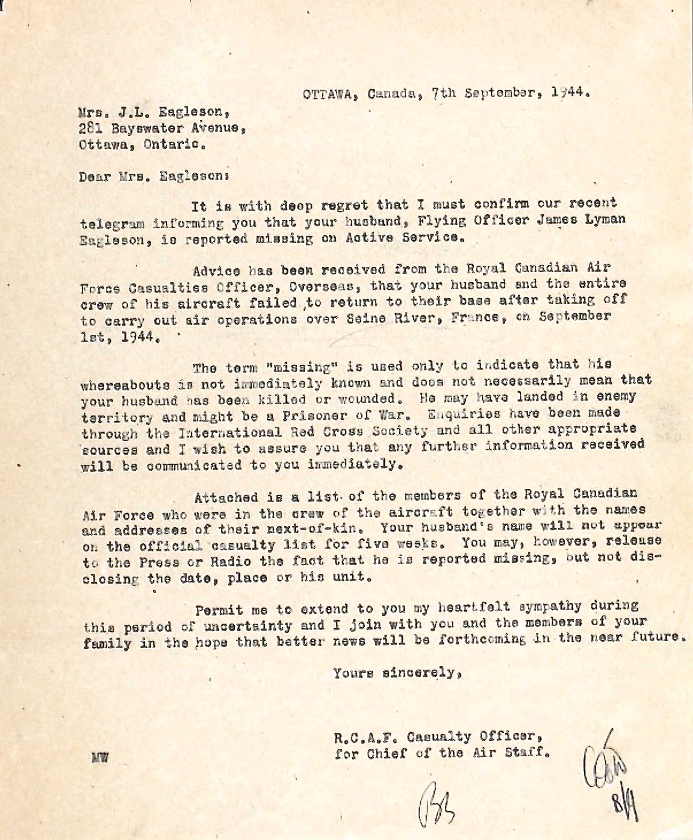 OTTAWA, Canada, 7th September, 1944.
Mrs. J.L. Eagleson,
281 Bayswater Avenue,
Ottawa, Ontario.
Dear Mrs. Eagleson:
It is with deep regret that I must confirm our recent
telegram informing you that your husband, Flying Officer James Lyman
Eagleson, is reported missing on Active Service.
Advice has been received from the Royal Canadian Air
Force Casualties Officer, Overseas, that your husband and the entire
crew of his aircraft failed to return to their base after taking off
to carry out air operations over Seine River, France, on September
1st, 1944.
The term "missing" is used only to indicate that his
whereabouts is not immediately known and does not necessarily mean that
your husband has been killed or wounded. He may have landed in enemy
territory and might be a Prisoner of War. Enquiries have been made
through the International Red Cross Society and all other appropriate
sources and I wish to assure you that any further information received
will be communicated to you immediately.
Attached is a list of the members of the Royal Canadian
Air Force who were in the crew of the aircraft together with the names
and addresses of their next-of-kin. Your husband's name will not appear
on the official casualty list for five weeks. You may, however, release
to the Press or Radio the fact that he is reported missing, but not dis-
closing the date, place or his unit.
Permit me to extend to you my heartfelt sympathy during
this period of uncertainty and I join with you and the members of your
family in the hope that better news will be forthcoming in the near future.
Yours sincerely,
R.C.A.F. Casualty Officer,
for Chief of the Air Staff.
MW
8/9